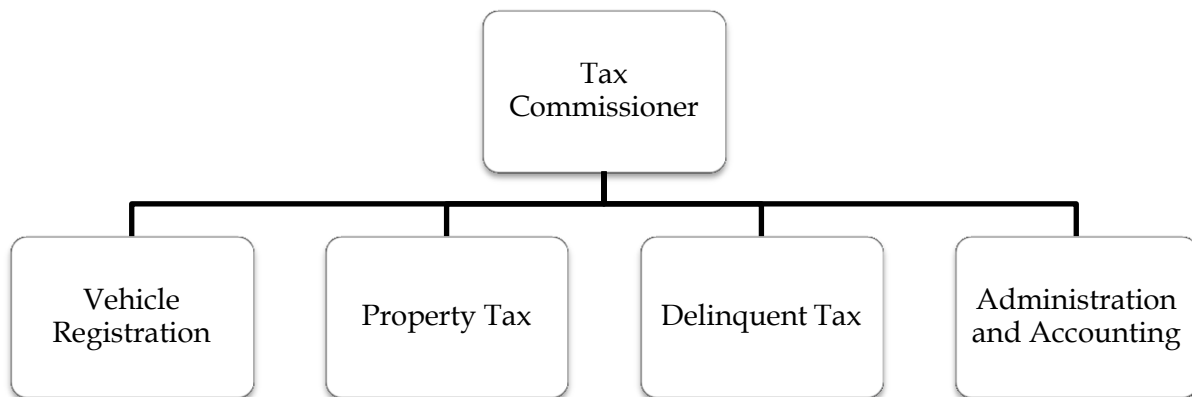 Tax
Commissioner
Vehicle
Registration
Property Tax
Delinquent Tax
Administration
and Accounting